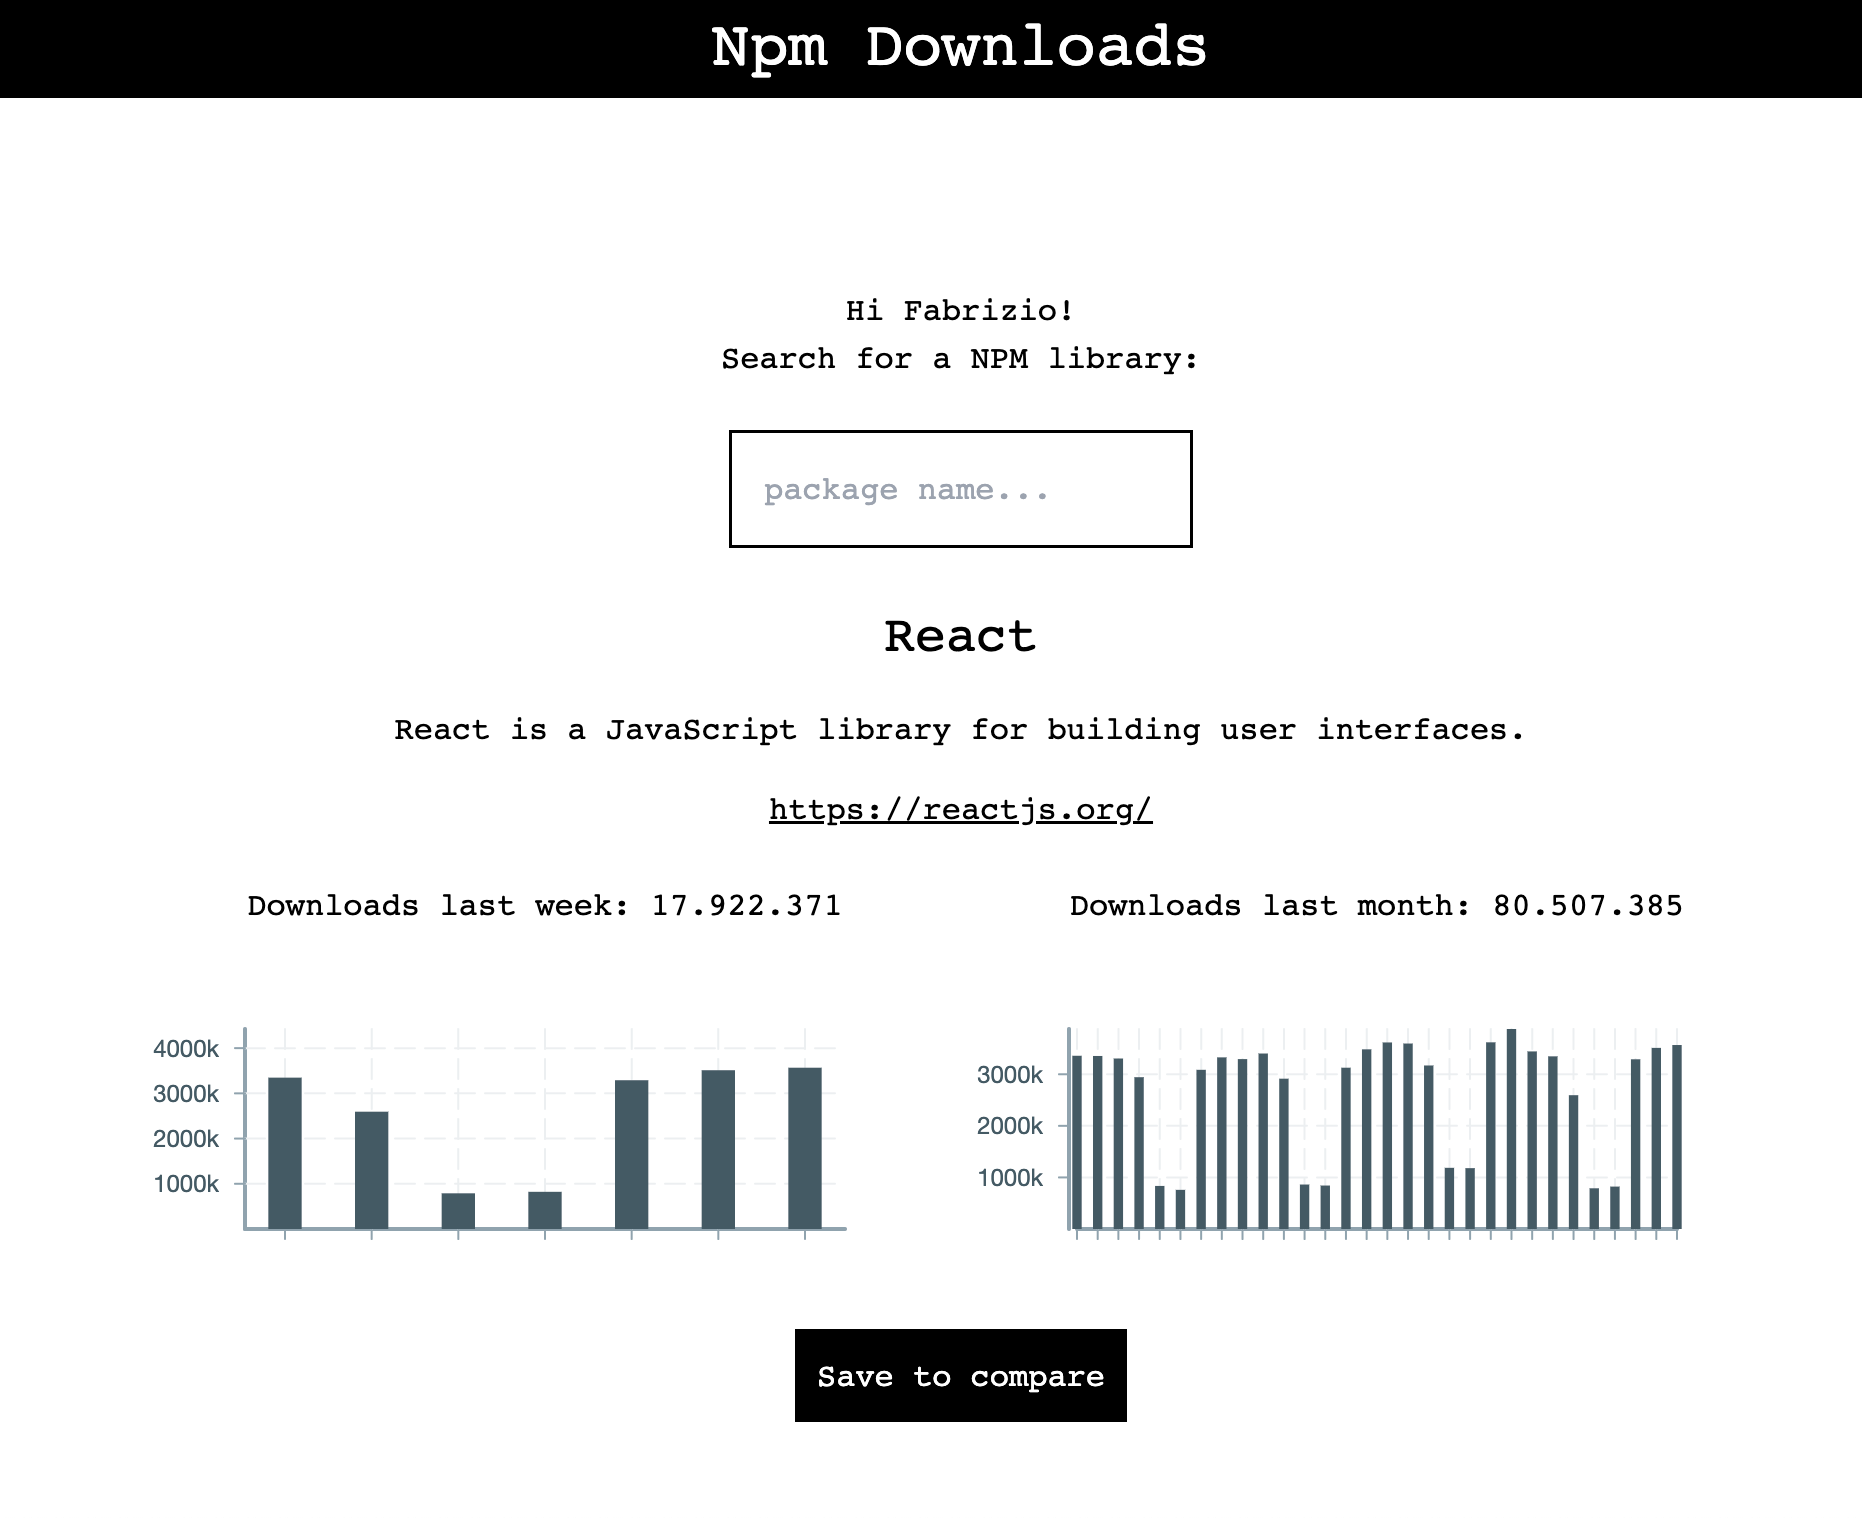 Npm Downloads
Hi Fabrizio!
Search for a NPM library:
package name...
React
React is a JavaScript library for building user interfaces.
https://reactjs.org/
Downloads last week: 17.922.371
4000k
3000k
2000k
1000k
Downloads last month: 80.507.385
3000k
2000k
1000k
Save to compare